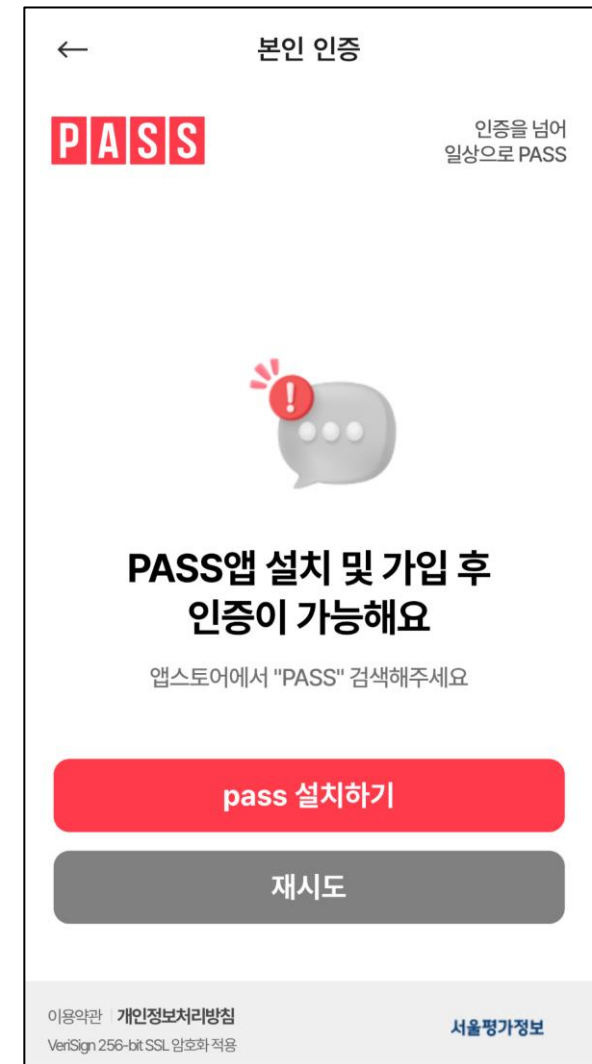 본인 인증
PASS
인증을 넘어
일상으로 PASS
PASS앱 설치 및 가입 후
인증이 가능해요
앱스토어에서 "PASS" 검색해주세요
pass 설치하기
재시도
이용약관 개인정보처리방침
VeriSign 256-bit SSL 암호화 적용
서울평가정보